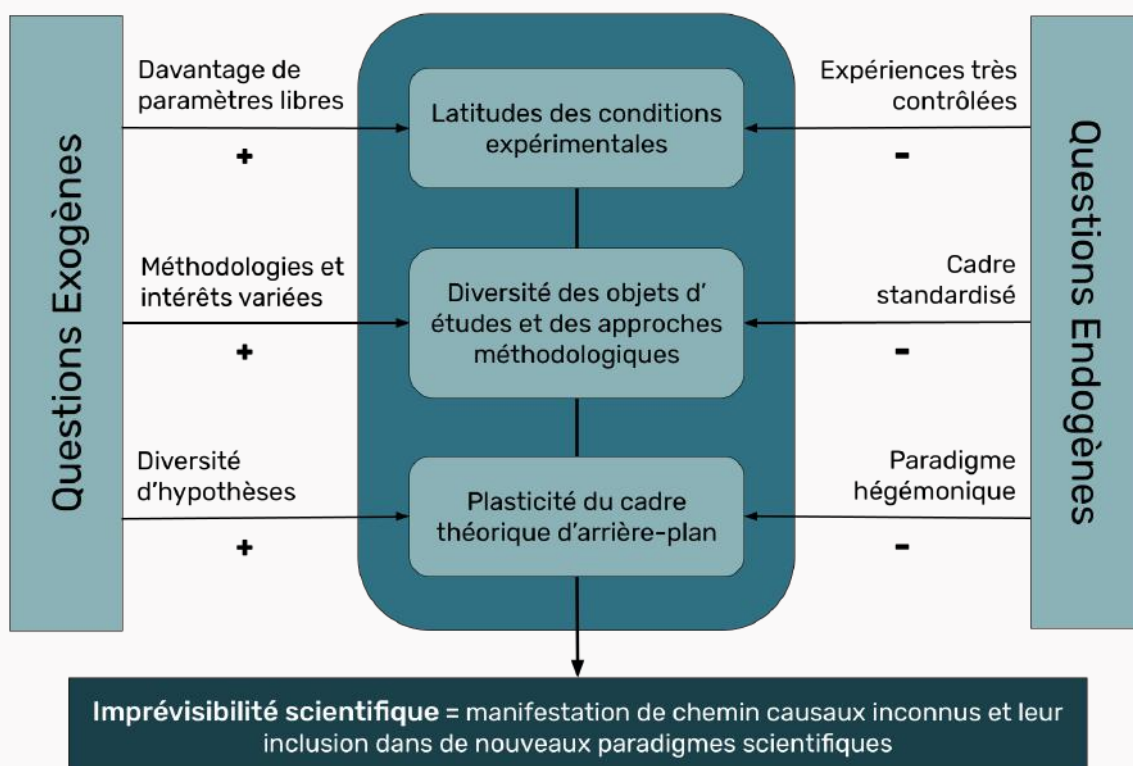 Questions Exogènes
Davantage de
paramètres libres
+
Méthodologies et
intérêts variées
+
Diversité
d'hypothèses
+
Latitudes des conditions
expérimentales
Diversité des objets d'
études et des approches
méthodologiques
Plasticité du cadre
théorique d'arrière-plan
Expériences très
contrôlées
-
Cadre
standardisé
-
Paradigme
hégémonique
-
Questions Endogènes
Imprévisibilité scientifique = manifestation de chemin causaux inconnus et leur
inclusion dans de nouveaux paradigmes scientifiques